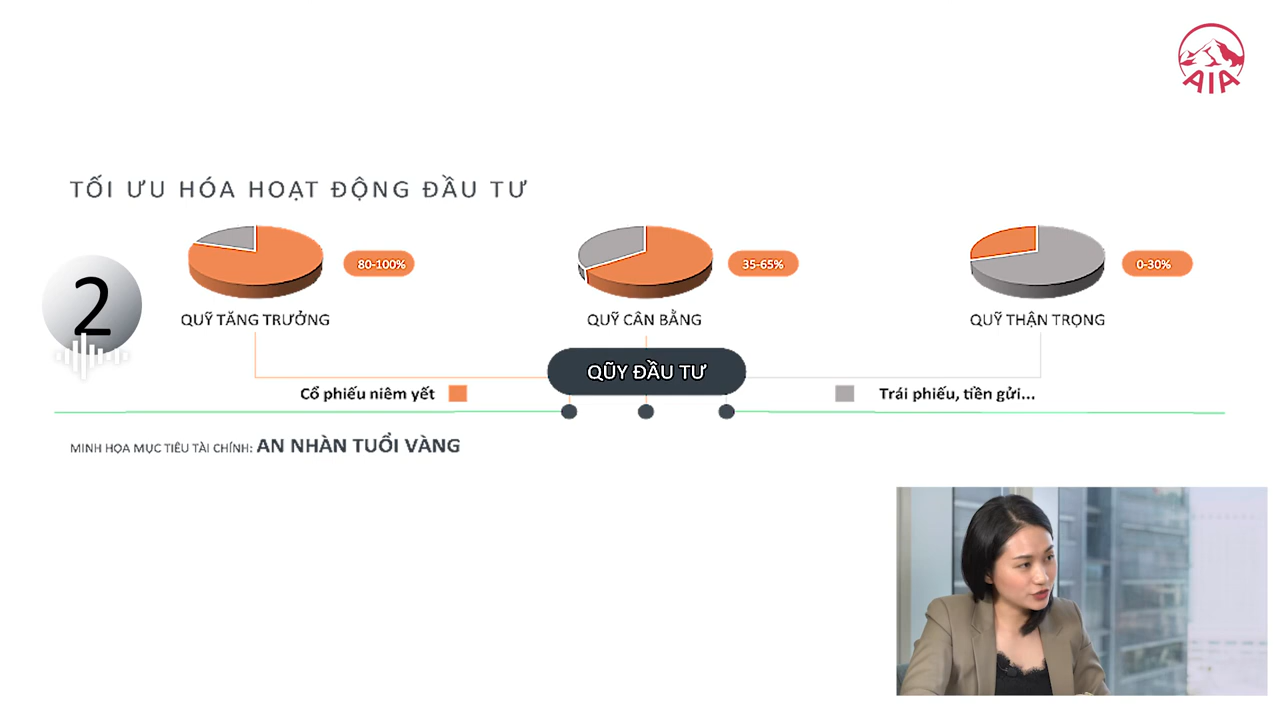 AIA
TỐI ƯU HÓA HOẠT ĐỘNG ĐẦU TƯ
80-100%
35-65%
0-30%
2
QUỸ TĂNG TRƯỞNG
QUỸ CÂN BẰNG
QUỸ THẬN TRỌNG
QŨY ĐẦU TƯ
Cổ phiếu niêm yết
Trái phiếu, tiền gửi...
MINH HỌA MỤC TIÊU TÀI CHÍNH: AN NHÀN TUỔI VÀNG